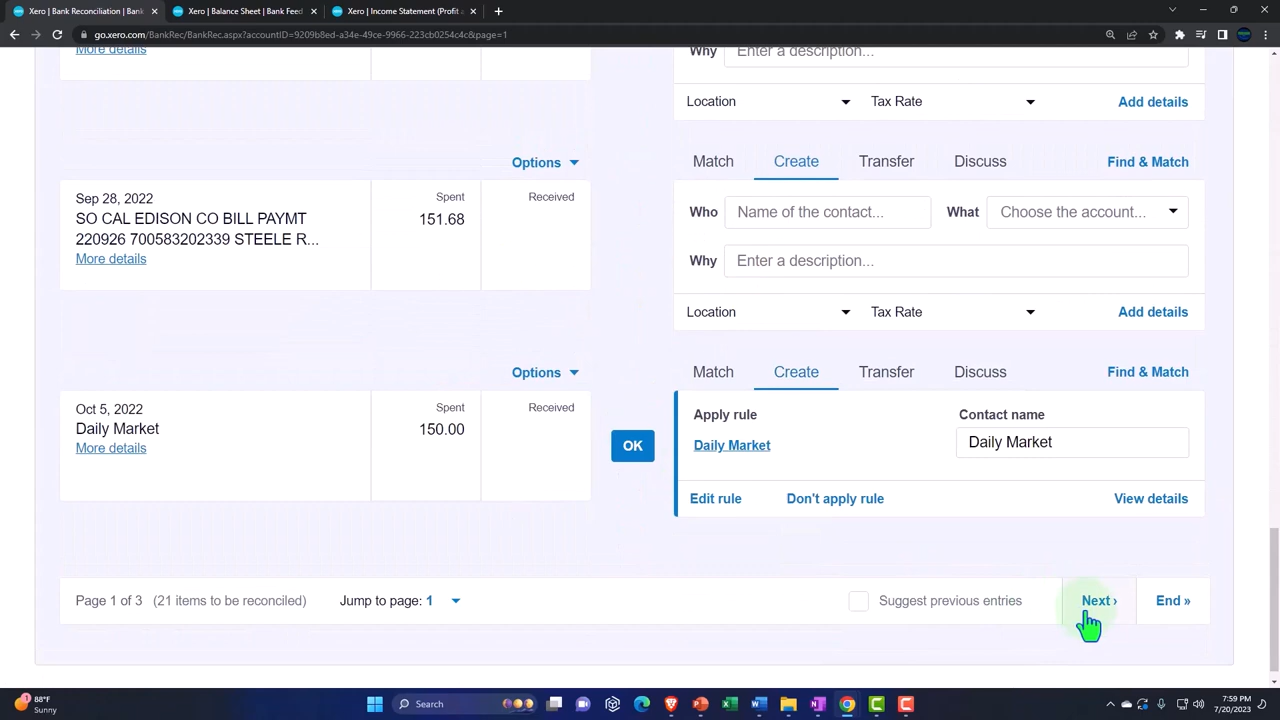 Xero | Bank Reconciliation | Bank
Xero | Balance Sheet | Bank Feed
Xero | Income Statement (Profit a
go.xero.com/BankRec/BankRec.aspx?accountID=9209b8ed-a34e-49ce-9966-223cb0254c4c&page=1
More details
Why Enter a description...
Location Tax Rate Add details
Options Match Create Transfer Discuss Find & Match
Sep 28, 2022 Spent Received
SO CAL EDISON CO BILL PAYMT 151.68
220926 700583202339 STEELE R...
More details
Who Name of the contact... What Choose the account...
Why Enter a description...
Location Tax Rate Add details
Options Match Create Transfer Discuss Find & Match
Oct 5, 2022 Spent Received
Daily Market 150.00
More details
OK
Apply rule Contact name
Daily Market Daily Market
Edit rule Don't apply rule View details
Page 1 of 3 (21 items to be reconciled) Jump to page: 1 Suggest previous entries Next › End »
88°F
Sunny
Search
7:59 PM
7/20/2023